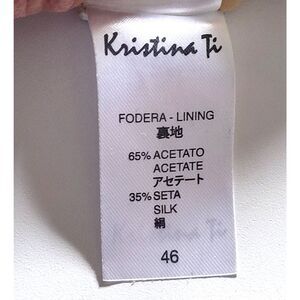 Kristina Ti
FODERA - LINING
裏地
65% ACETATO
ACETATE
アセテート
35% SETA
SILK
絹
46